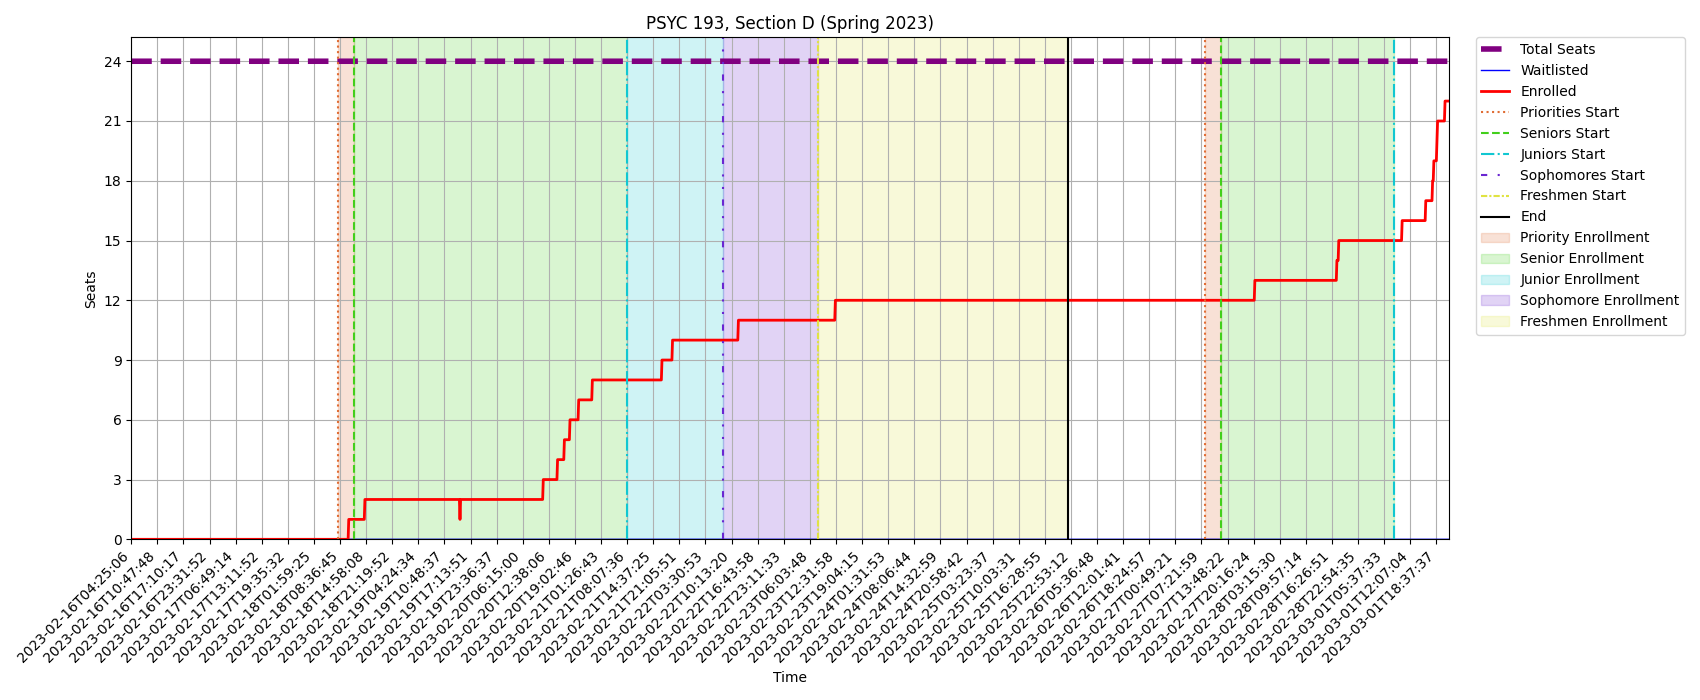 PSYC 193, Section D (Spring 2023)
Seats
24
21
18
15
12
9
6
3
0
2023-02-16T04:25:06
2023-02-16T10:47:48
2023-02-16T17:10:17
2023-02-16T23:31:52
2023-02-17T06:49:14
2023-02-17T13:11:52
2023-02-17T19:35:32
2023-02-18T01:59:25
2023-02-18T08:36:45
2023-02-18T14:58:08
2023-02-18T21:19:52
2023-02-19T04:24:34
2023-02-19T10:48:37
2023-02-19T17:13:51
2023-02-19T23:36:37
2023-02-20T06:15:00
2023-02-20T12:38:06
2023-02-20T19:02:46
2023-02-21T01:26:43
2023-02-21T08:07:36
2023-02-21T14:37:25
2023-02-21T21:05:51
2023-02-22T03:30:53
2023-02-22T10:13:20
2023-02-22T16:43:58
2023-02-22T23:11:33
2023-02-23T06:03:48
2023-02-23T12:31:58
2023-02-23T19:04:15
2023-02-24T01:31:53
2023-02-24T08:06:44
2023-02-24T14:32:59
2023-02-24T20:58:42
2023-02-25T03:23:37
2023-02-25T10:03:31
2023-02-25T16:28:55
2023-02-25T22:53:12
2023-02-26T05:36:48
2023-02-26T12:01:41
2023-02-26T18:24:57
2023-02-27T00:49:21
2023-02-27T07:21:59
2023-02-27T13:48:22
2023-02-27T20:16:24
2023-02-28T03:15:30
2023-02-28T09:57:14
2023-02-28T16:26:51
2023-02-28T22:54:35
2023-03-01T05:37:33
2023-03-01T12:07:04
2023-03-01T18:37:37
Time
Total Seats
Waitlisted
Enrolled
Priorities Start
Seniors Start
Juniors Start
Sophomores Start
Freshmen Start
End
Priority Enrollment
Senior Enrollment
Junior Enrollment
Sophomore Enrollment
Freshmen Enrollment